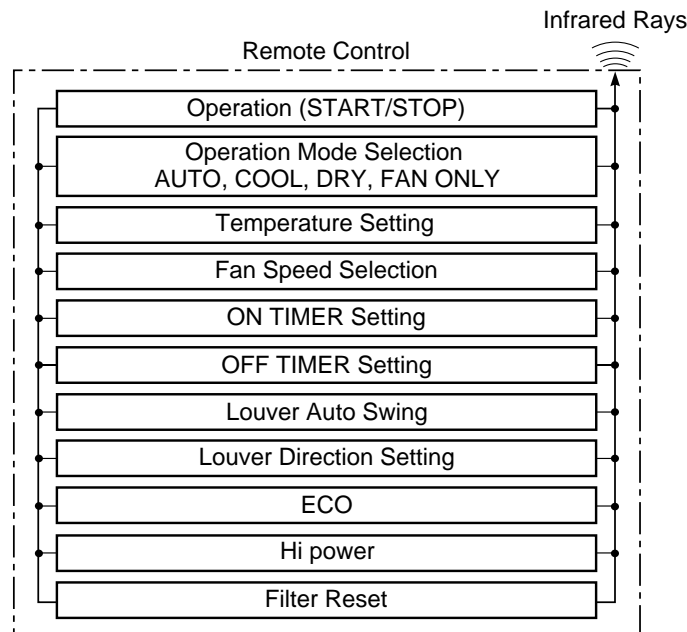 Infrared Rays
Remote Control
Operation (START/STOP)
Operation Mode Selection
AUTO, COOL, DRY, FAN ONLY
Temperature Setting
Fan Speed Selection
ON TIMER Setting
OFF TIMER Setting
Louver Auto Swing
Louver Direction Setting
ECO
Hi power
Filter Reset